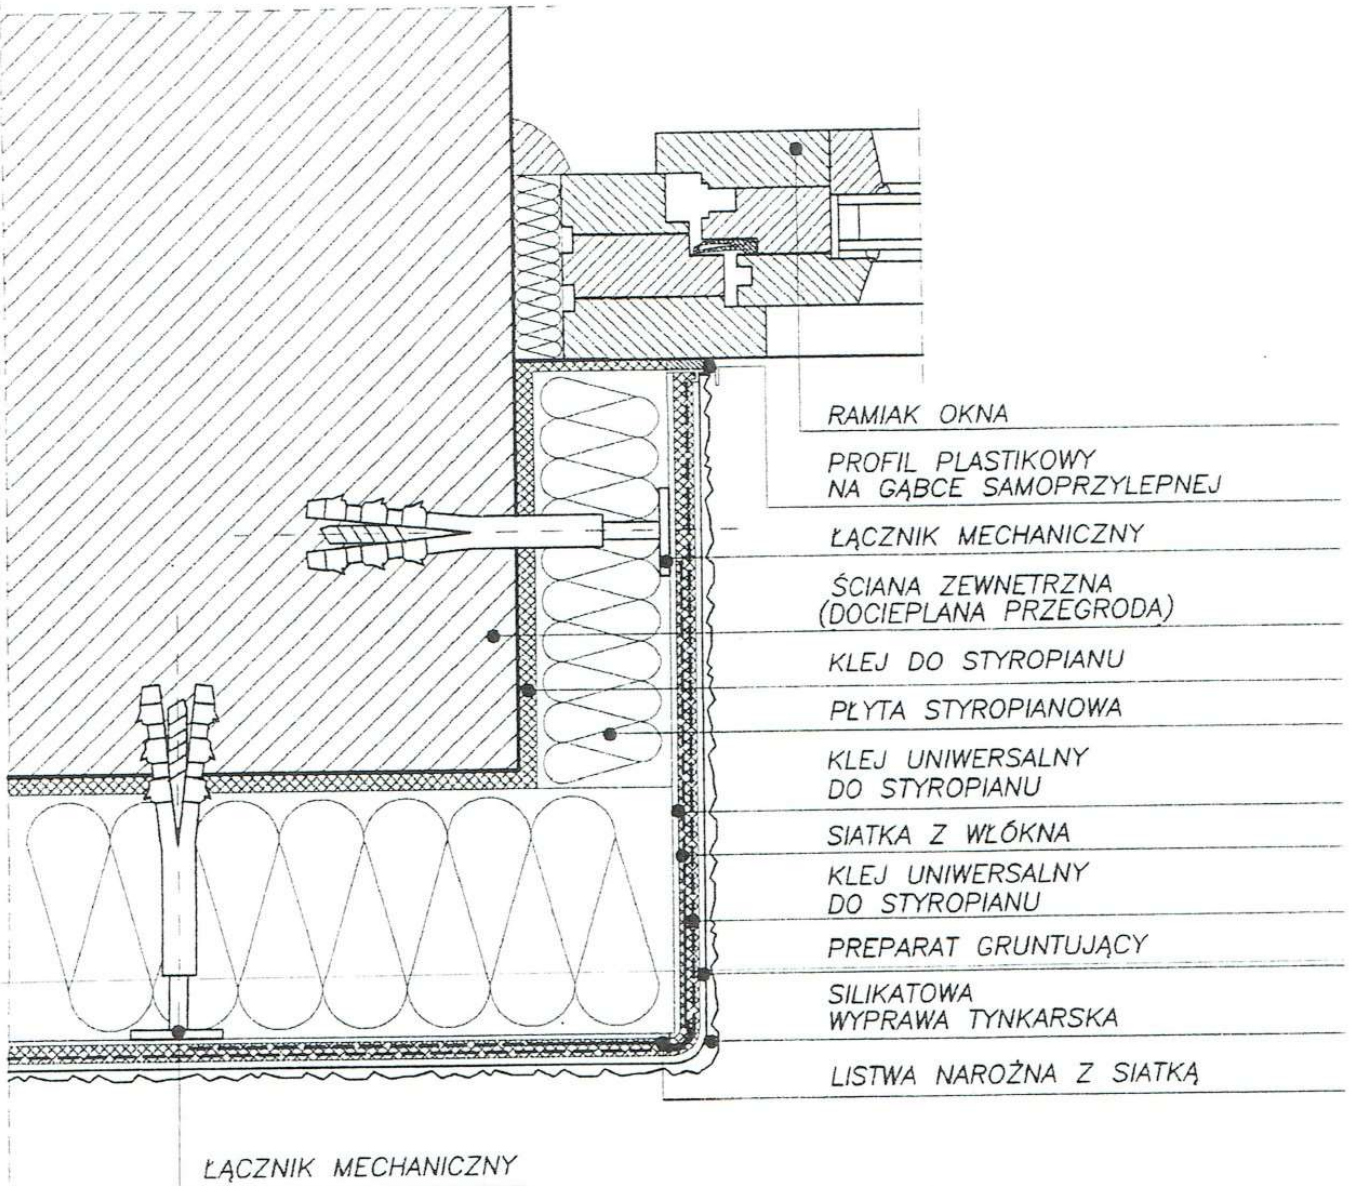 RAMIAK OKNA
PROFIL PLASTIKOWY
NA GĄBCE SAMOPRZYLEPNEJ
ŁĄCZNIK MECHANICZNY
ŚCIANA ZEWNETRZNA
(DOCIEPLANA PRZEGRODA)
KLEJ DO STYROPIANU
PŁYTA STYROPIANOWA
KLEJ UNIWERSALNY
DO STYROPIANU
SIATKA Z WŁÓKNA
KLEJ UNIWERSALNY
DO STYROPIANU
PREPARAT GRUNTUJĄCY
SILIKATOWA
WYPRAWA TYNKARSKA
LISTWA NAROŻNA Z SIATKĄ
ŁĄCZNIK MECHANICZNY